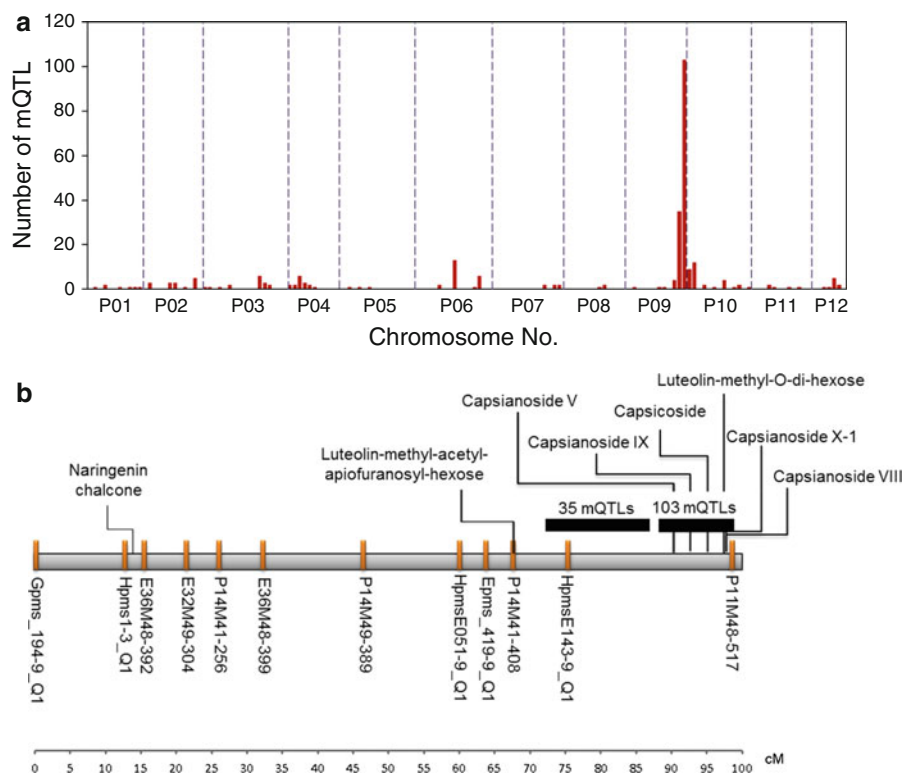 a
Number of mQTL
120
100
80
60
40
20
0
P01 P02 P03 P04 P05 P06 P07 P08 P09 P10 P11 P12
Chromosome No.
b
Luteolin-methyl-O-di-hexose
Capsianoside V
Capsicoside
Capsianoside IX
Capsianoside X-1
Luteolin-methyl-acetyl-
apiofuranosyl-hexose
Naringenin
chalcone
Capsianoside VIII
35 mQTLs
103 mQTLs
Gpms_194-9_Q1
Hpms1-3_Q1
E36M48-392
E32M49-304
P14M41-256
E36M48-399
P14M49-389
HpmsE051-9_Q1
Epms_419-9_Q1
P14M41-408
HpmsE143-9_Q1
P11M48-517
0 5 10 15 20 25 30 35 40 45 50 55 60 65 70 75 80 85 90 95 100 cM